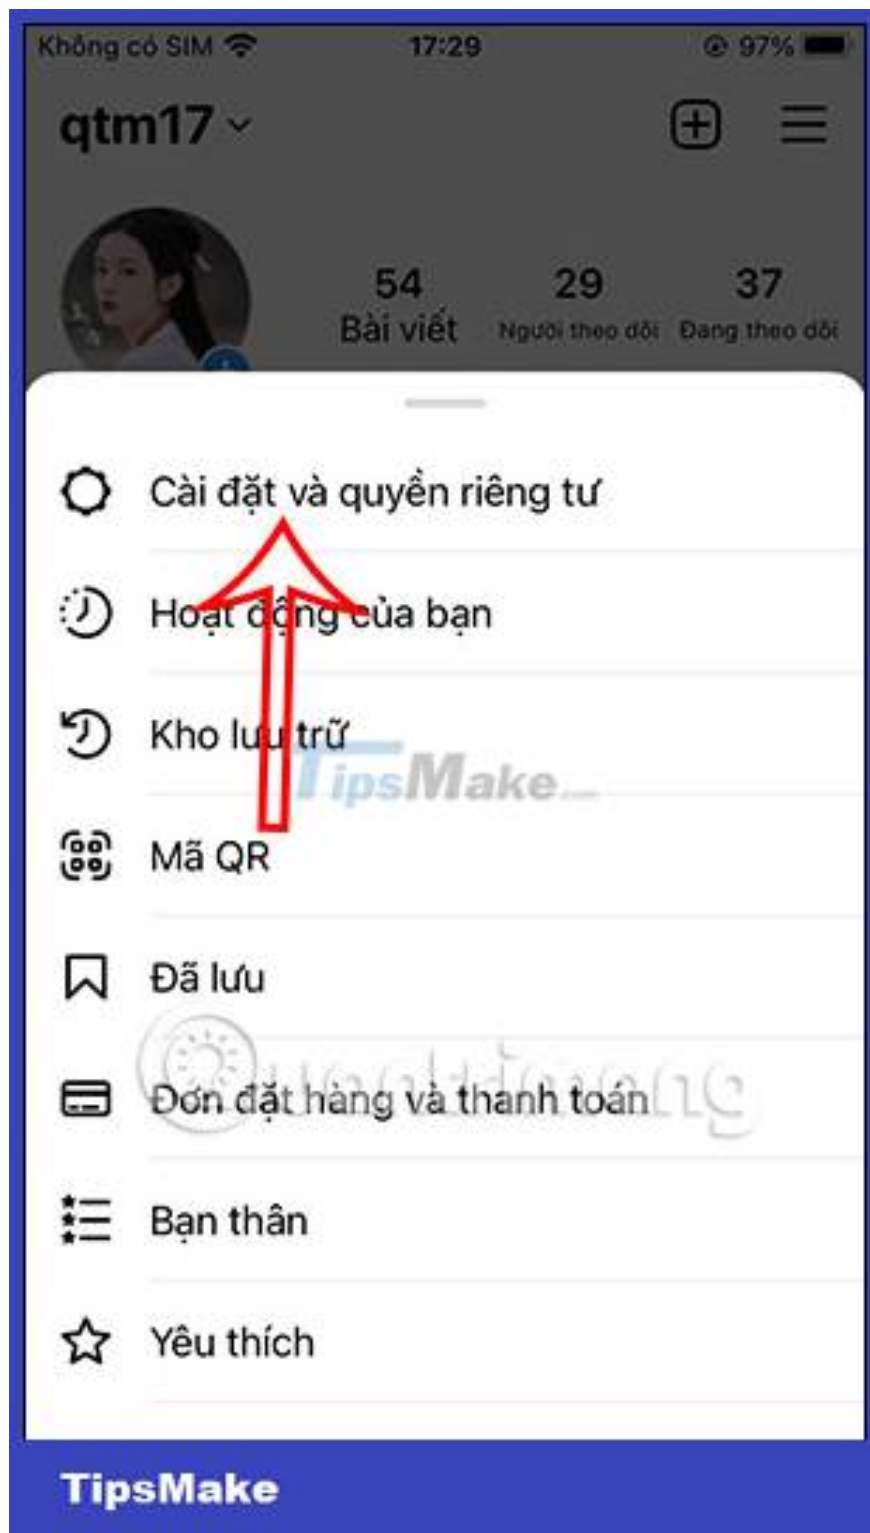 Không có SIM 17:29 97%
qtm17
54 29 37
Bài viết Người theo dõi Đang theo dõi
Cài đặt và quyền riêng tư
Hoạt động của bạn
Kho lưu trữ
TipsMake.com
Mã QR
Đã lưu
Quantrimang
Đơn đặt hàng và thanh toán
Bạn thân
Yêu thích
TipsMake